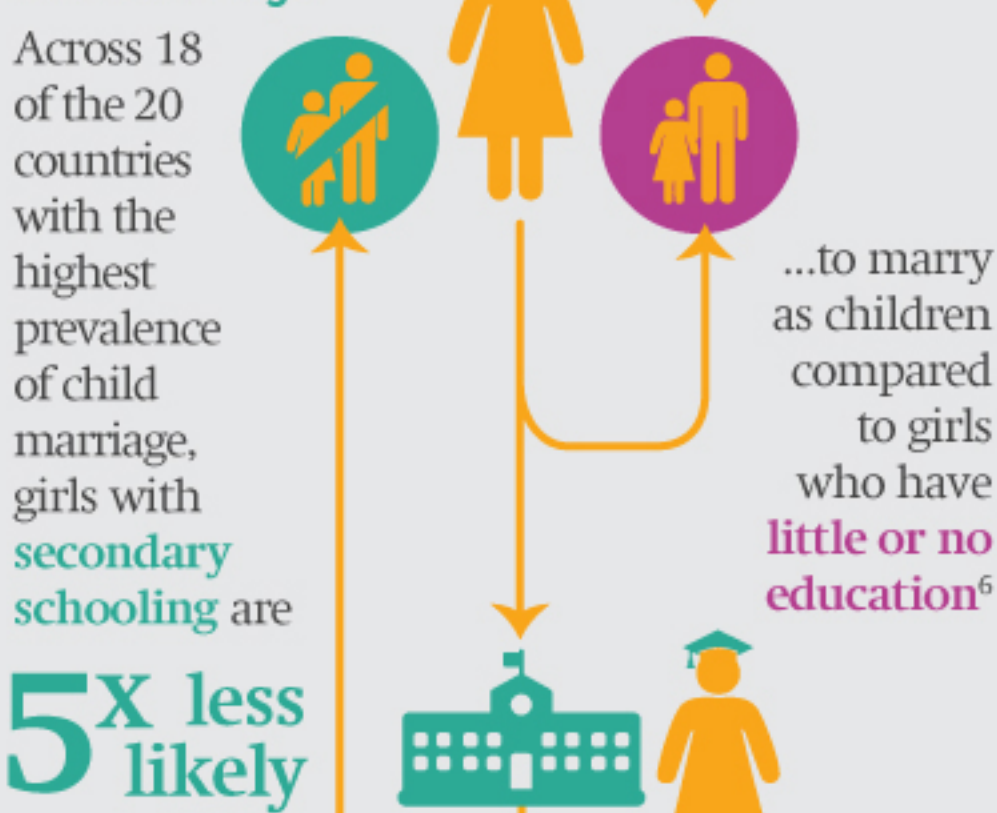 Across 18
of the 20
countries
with the
highest
prevalence
of child
marriage,
girls with
secondary
schooling are
5x less
likely
...to marry
as children
compared
to girls
who have
little or no
education⁶